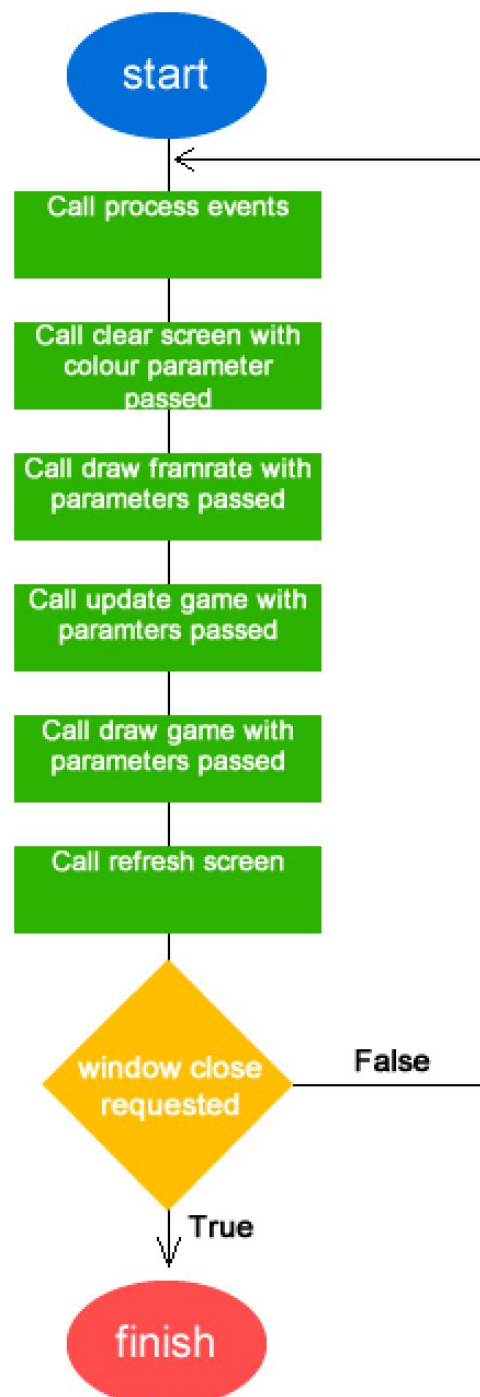 start
Call process events
Call clear screen with
colour parameter
passed
Call draw framrate with
parameters passed
Call update game with
paramters passed
Call draw game with
parameters passed
Call refresh screen
window close
requested
False
True
finish